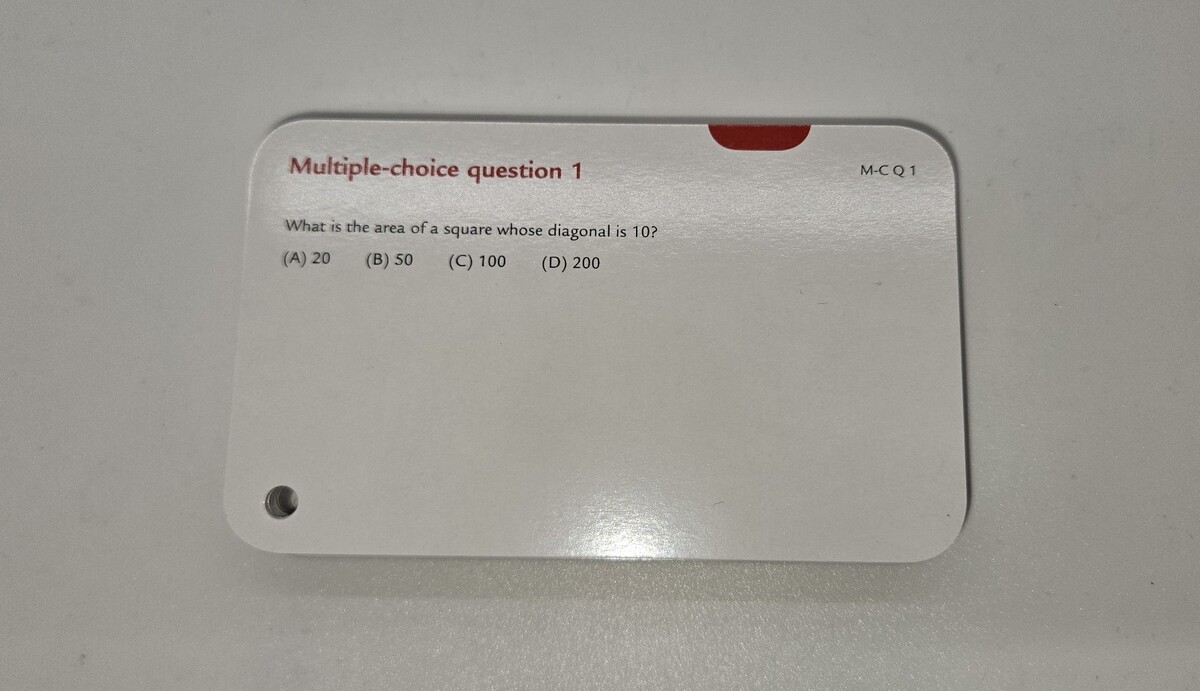 Multiple-choice question 1
M-C Q 1
What is the area of a square whose diagonal is 10?
(A) 20 (B) 50 (C) 100 (D) 200